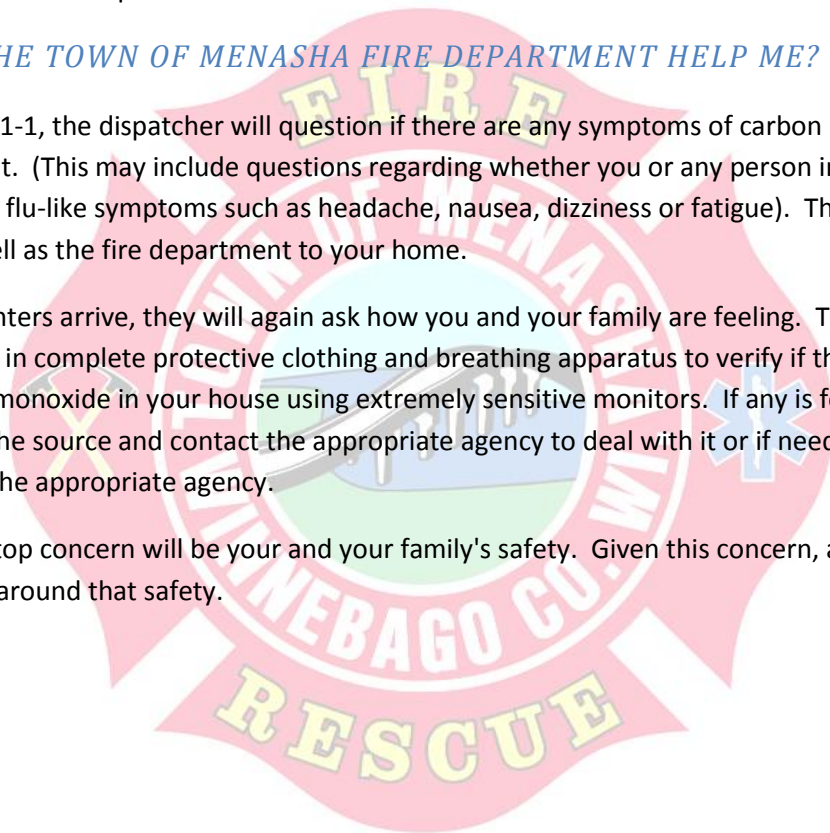 HE TOWN OF MENASHA FIRE DEPARTMENT HELP ME?
1-1, the dispatcher will question if there are any symptoms of carbon
t. (This may include questions regarding whether you or any person in
flu-like symptoms such as headache, nausea, dizziness or fatigue). Th
ell as the fire department to your home.
nters arrive, they will again ask how you and your family are feeling. T
in complete protective clothing and breathing apparatus to verify if th
monoxide in your house using extremely sensitive monitors. If any is f
he source and contact the appropriate agency to deal with it or if need
he appropriate agency.
top concern will be your and your family's safety. Given this concern, a
around that safety.
FIRE
TOWN OF MENASHA
WINNEBAGO CO. WI
RESCUE